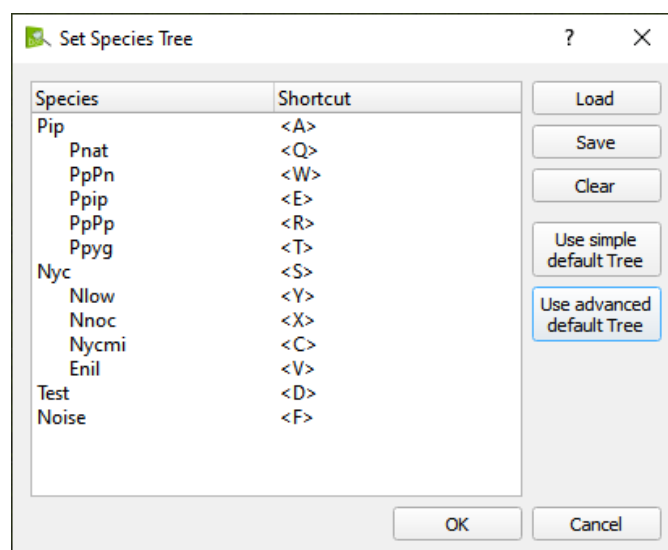 Set Species Tree
?
Species Shortcut
Pip <A>
Pnat <Q>
PpPn <W>
Ppip <E>
PpPp <R>
Ppyg <T>
Nyc <S>
Nlow <Y>
Nnoc <X>
Nycmi <C>
Enil <V>
Test <D>
Noise <F>
Load
Save
Clear
Use simple
default Tree
Use advanced
default Tree
OK
Cancel